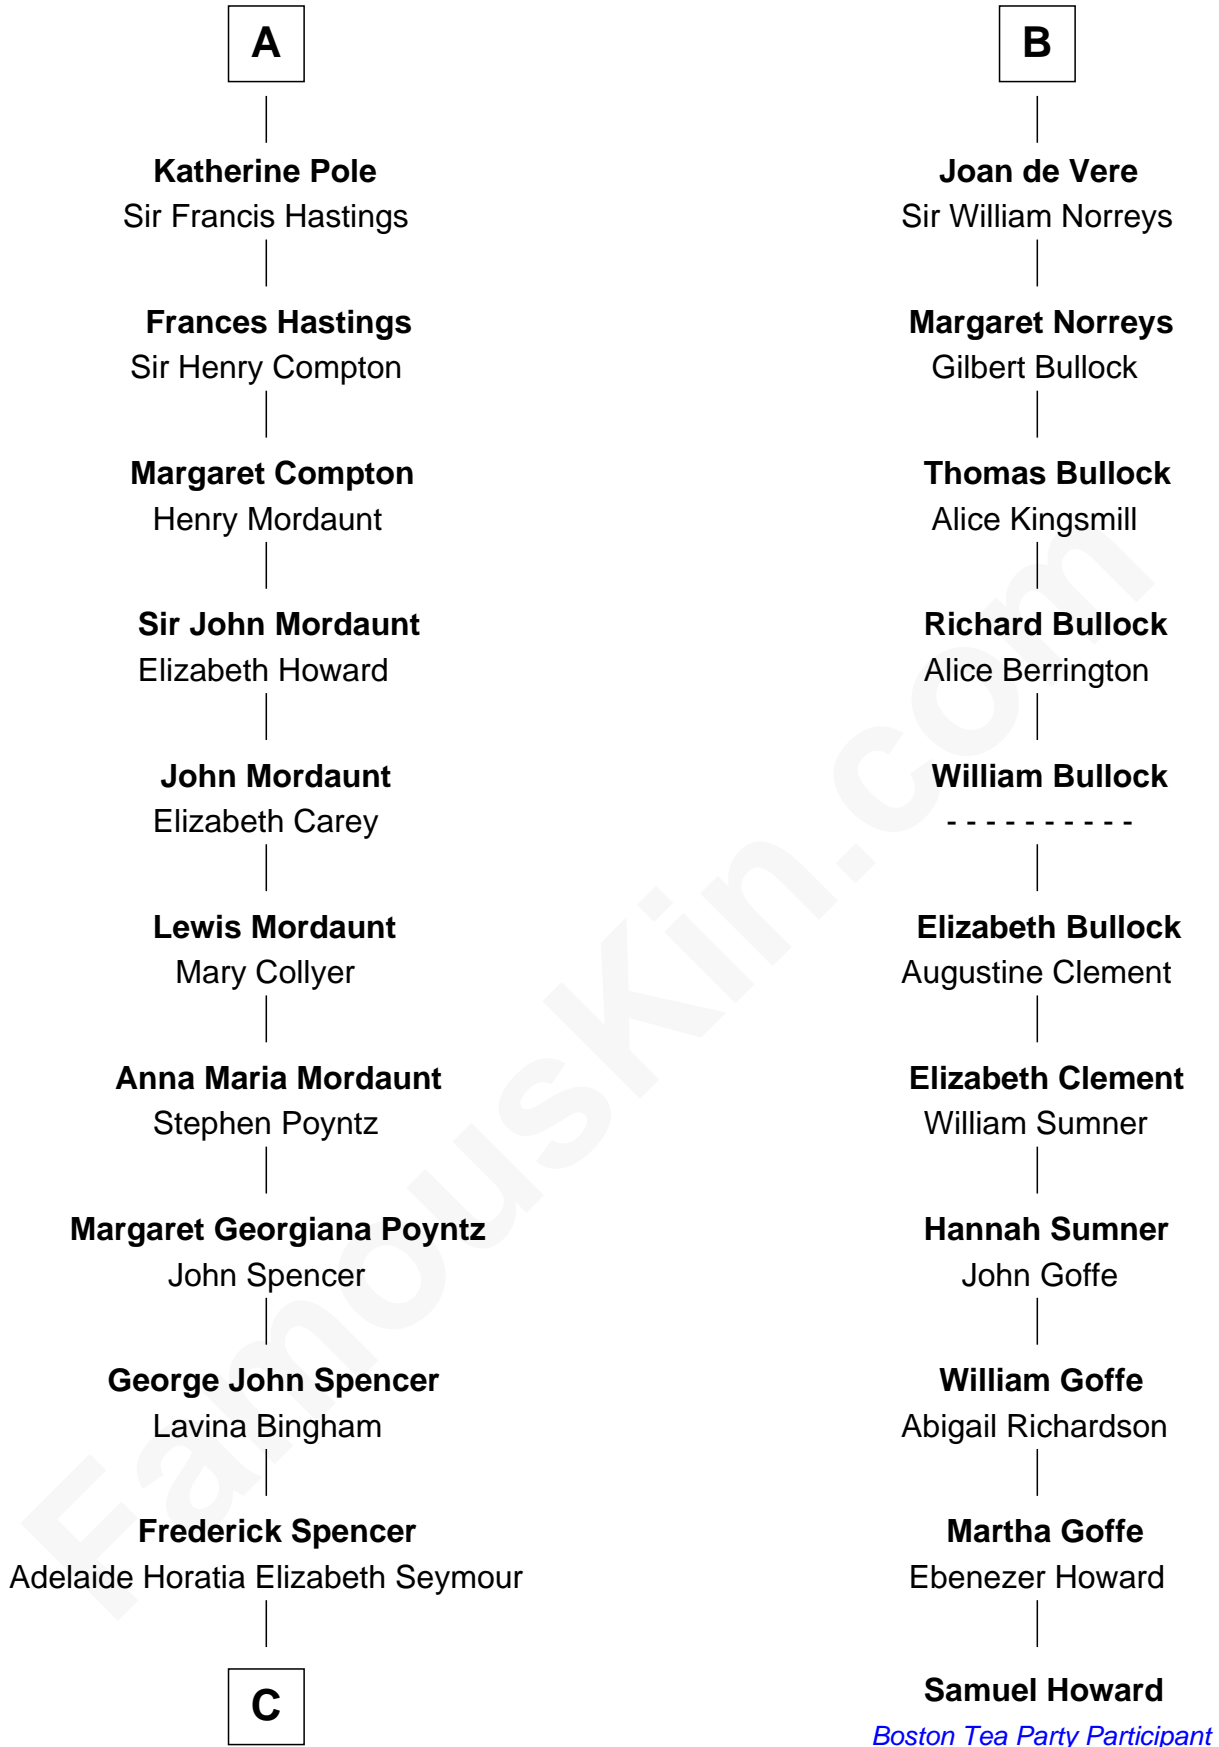 A
Katherine Pole
Sir Francis Hastings
Frances Hastings
Sir Henry Compton
Margaret Compton
Henry Mordaunt
Sir John Mordaunt
Elizabeth Howard
John Mordaunt
Elizabeth Carey
Lewis Mordaunt
Mary Collyer
Anna Maria Mordaunt
Stephen Poyntz
Margaret Georgiana Poyntz
John Spencer
George John Spencer
Lavina Bingham
Frederick Spencer
Adelaide Horatia Elizabeth Seymour
C
B
Joan de Vere
Sir William Norreys
Margaret Norreys
Gilbert Bullock
Thomas Bullock
Alice Kingsmill
Richard Bullock
Alice Berrington
William Bullock
- - - - - - - - - -
Elizabeth Bullock
Augustine Clement
Elizabeth Clement
William Sumner
Hannah Sumner
John Goffe
William Goffe
Abigail Richardson
Martha Goffe
Ebenezer Howard
Samuel Howard
Boston Tea Party Participant
FamousKin.com